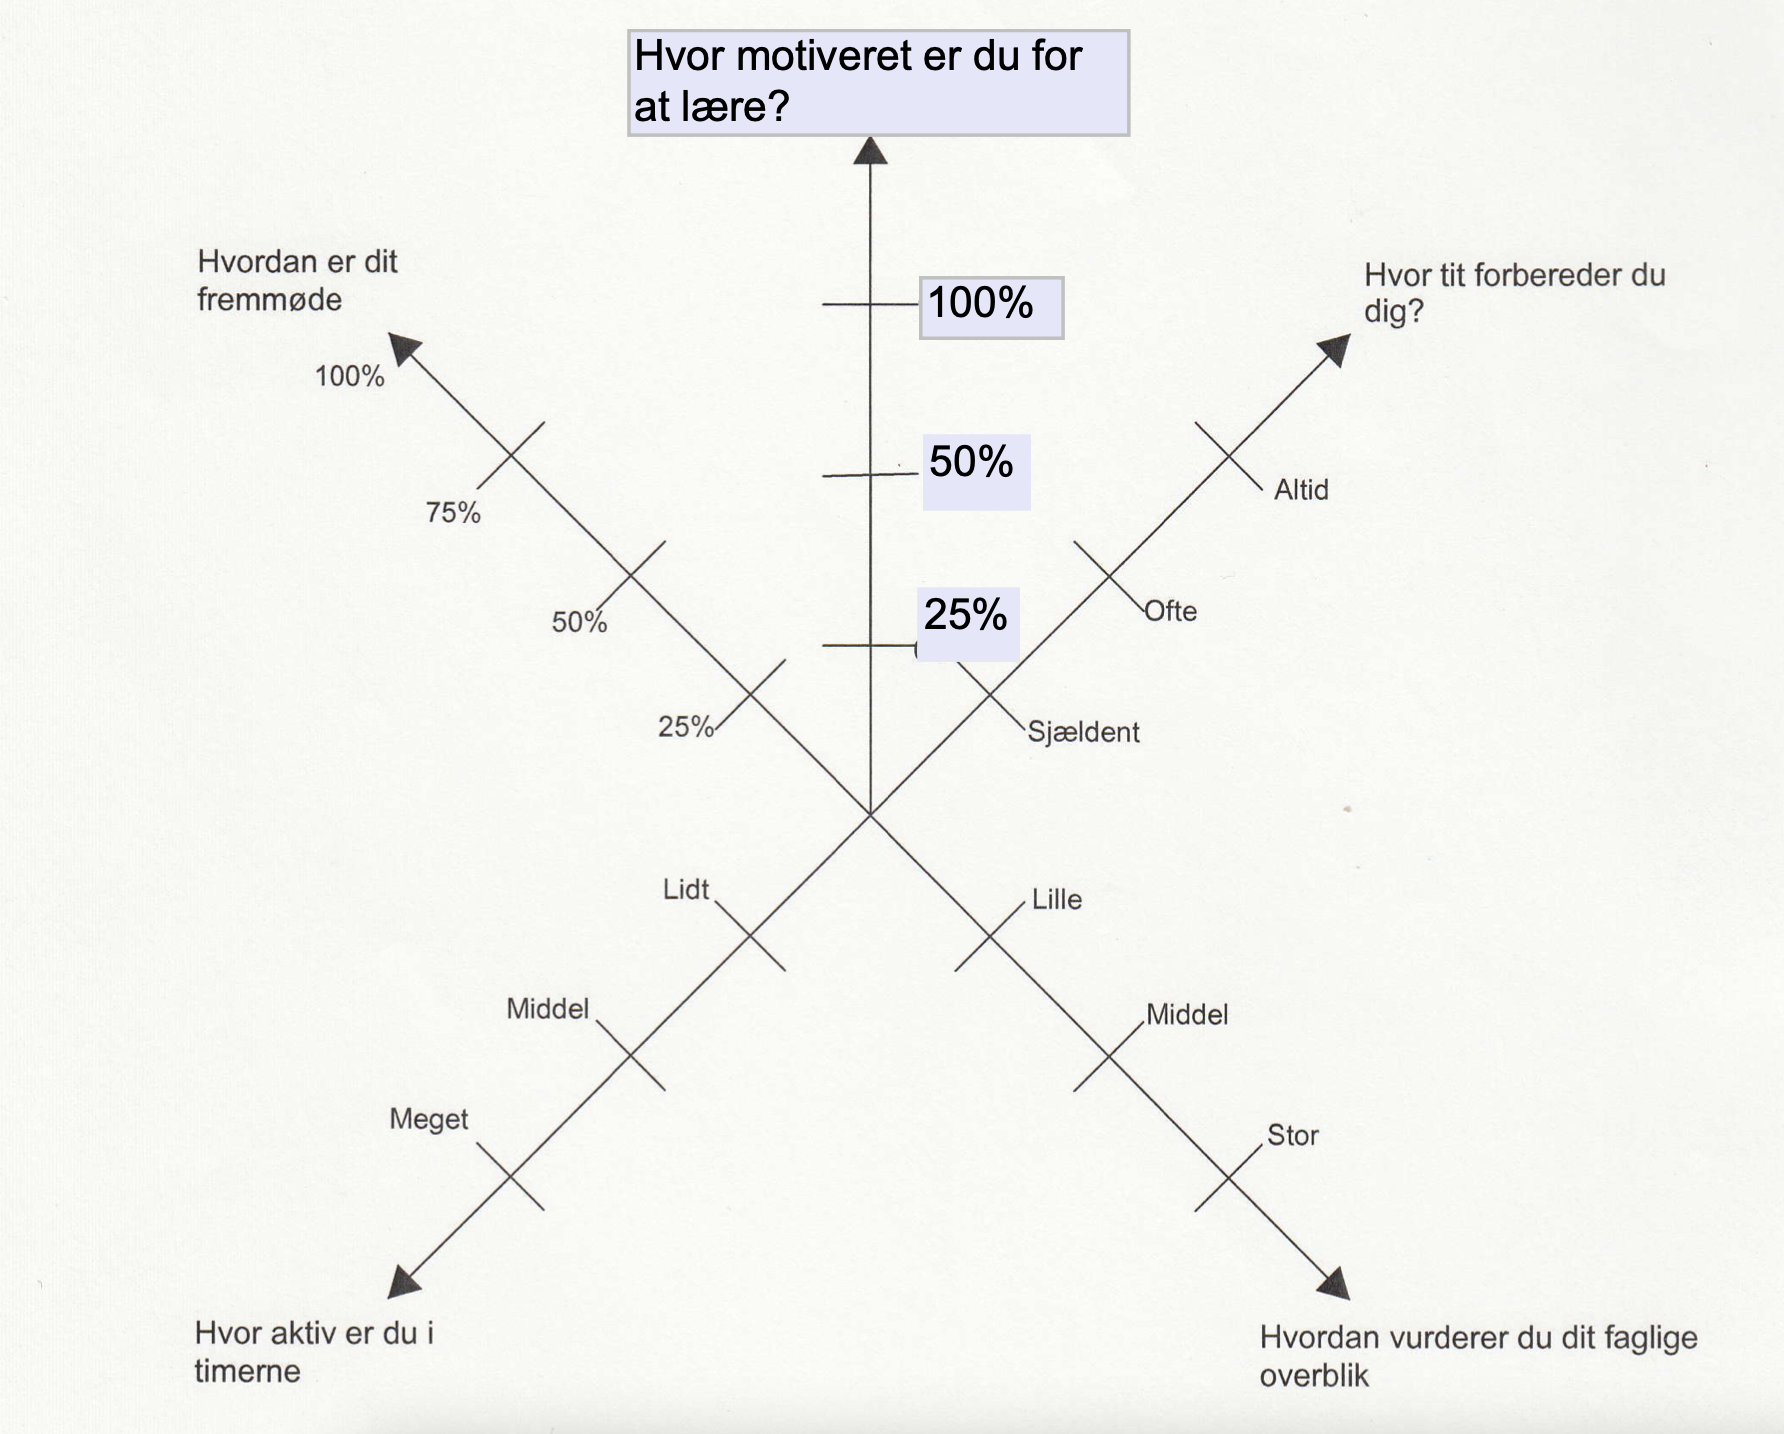 Hvor motiveret er du for
at lære?
Hvordan er dit
fremmøde
Hvor tit forbereder du
dig?
100%
100%
50%
Altid
75%
Ofte
50%
25%
Sjældent
25%
Lidt
Lille
Middel
Middel
Meget
Stor
Hvor aktiv er du i
timerne
Hvordan vurderer du dit faglige
overblik